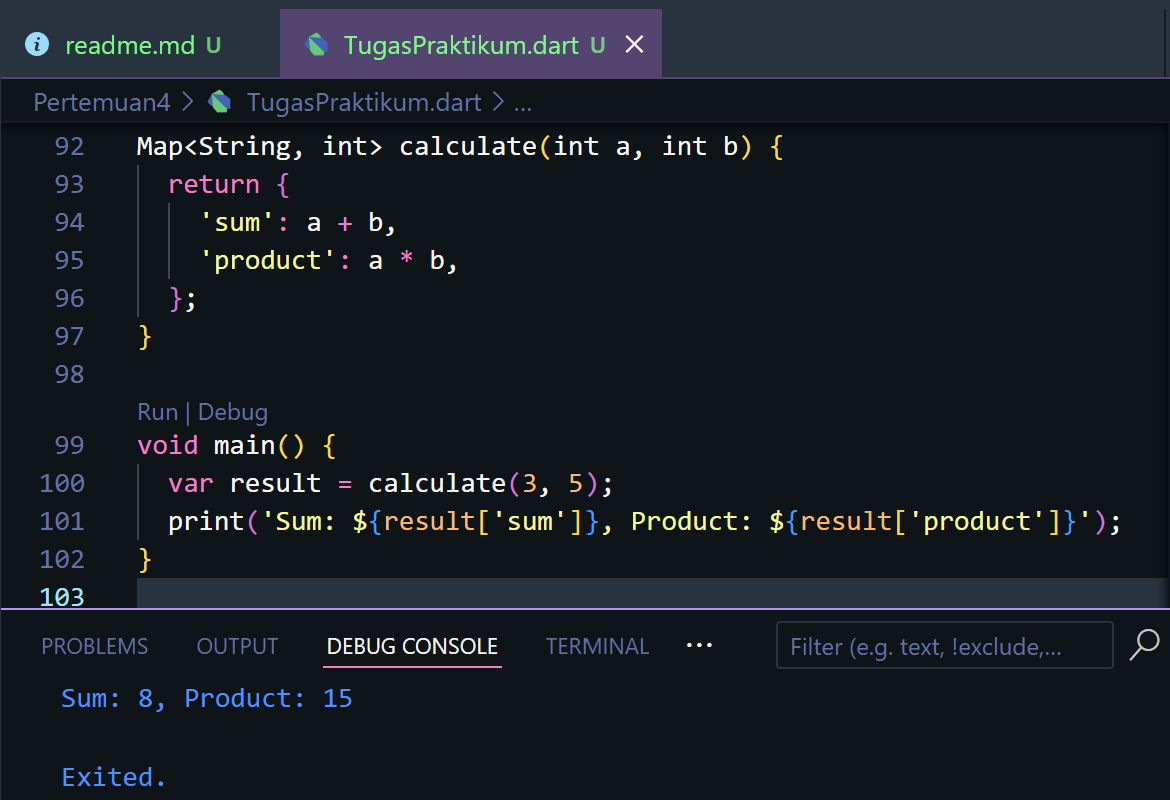 readme.md U TugasPraktikum.dart U
Pertemuan4 > TugasPraktikum.dart > ...
92 Map<String, int> calculate(int a, int b) {
93   return {
94     'sum': a + b,
95     'product': a * b,
96   };
97 }
98
Run | Debug
99 void main() {
100   var result = calculate(3, 5);
101   print('Sum: ${result['sum']}, Product: ${result['product']}');
102 }
103
PROBLEMS OUTPUT DEBUG CONSOLE TERMINAL ··· Filter (e.g. text, !exclude,...
Sum: 8, Product: 15
Exited.